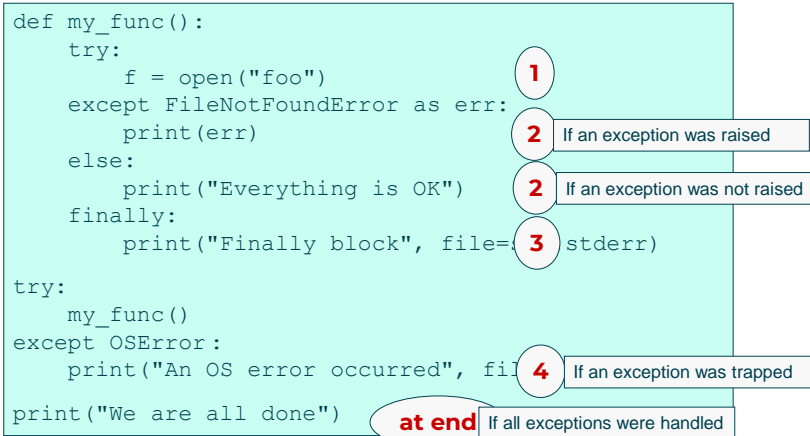 def my_func():
try:
f = open("foo")
1
except FileNotFoundError as err:
print(err)
2 If an exception was raised
else:
print("Everything is OK")
2 If an exception was not raised
finally:
print("Finally block", file= 3 stderr)
try:
my_func()
except OSError:
print("An OS error occurred", fil 4 If an exception was trapped
print("We are all done")
at end If all exceptions were handled